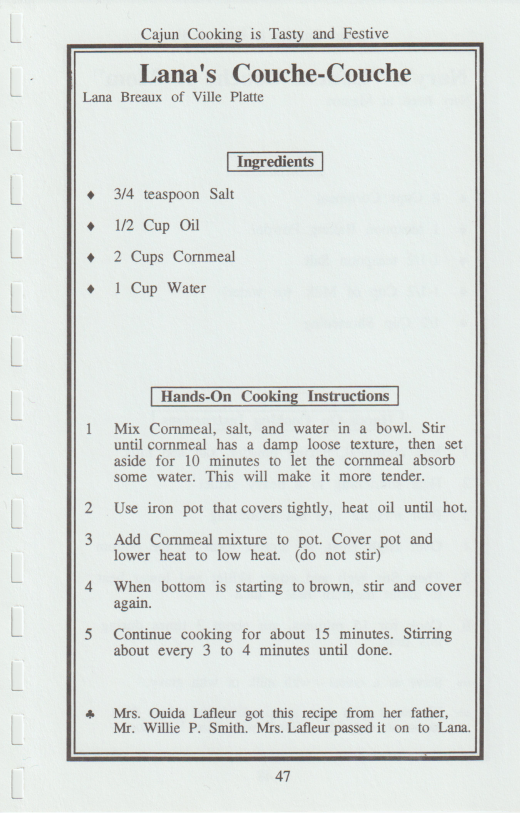 Cajun Cooking is Tasty and Festive
Lana's Couche-Couche
Lana Breaux of Ville Platte
Ingredients
♦ 3/4 teaspoon Salt
♦ 1/2 Cup Oil
♦ 2 Cups Cornmeal
♦ 1 Cup Water
Hands-On Cooking Instructions
1 Mix Cornmeal, salt, and water in a bowl. Stir
until cornmeal has a damp loose texture, then set
aside for 10 minutes to let the cornmeal absorb
some water. This will make it more tender.
2 Use iron pot that covers tightly, heat oil until hot.
3 Add Cornmeal mixture to pot. Cover pot and
lower heat to low heat. (do not stir)
4 When bottom is starting to brown, stir and cover
again.
5 Continue cooking for about 15 minutes. Stirring
about every 3 to 4 minutes until done.
♣ Mrs. Ouida Lafleur got this recipe from her father,
Mr. Willie P. Smith. Mrs. Lafleur passed it on to Lana.
47